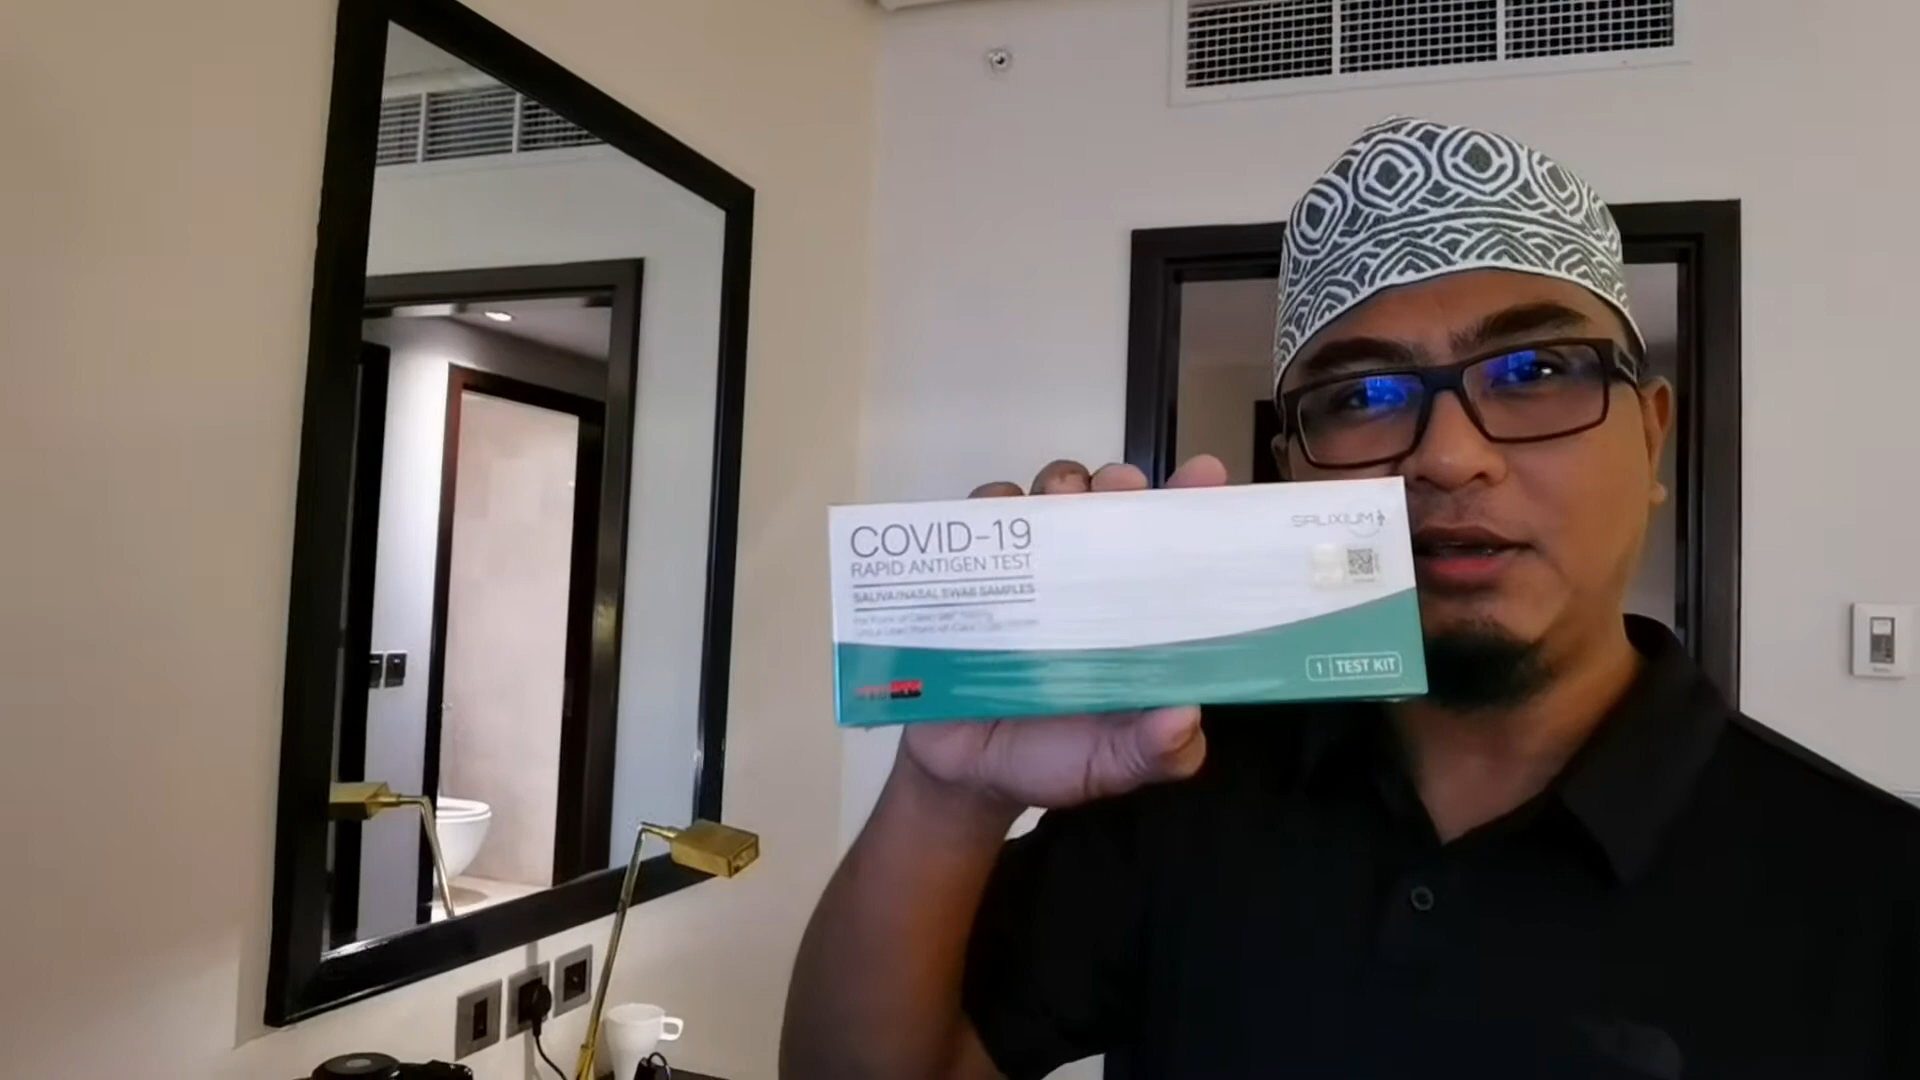 COVID-19
RAPID ANTIGEN TEST
SALIVA/NASAL SWAB SAMPLES
SALIXIUM
1 TEST KIT